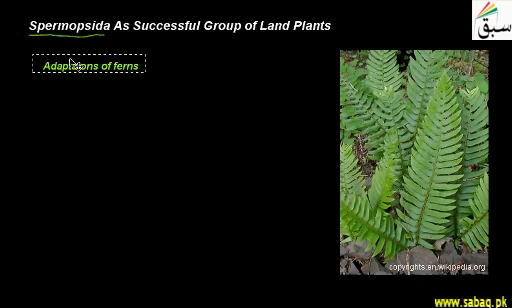 Spermopsida As Successful Group of Land Plants
سبق
Adaptations of ferns
copyrights:en.wikipedia.org
www.sabaq.pk